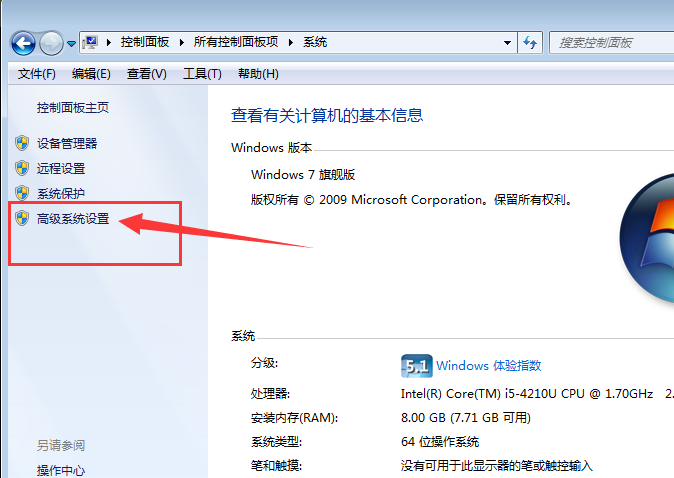 控制面板 所有控制面板项 系统 搜索控制面板
文件(F) 编辑(E) 查看(V) 工具(T) 帮助(H)
控制面板主页
设备管理器
远程设置
系统保护
高级系统设置
另请参阅
操作中心
查看有关计算机的基本信息
Windows 版本
Windows 7 旗舰版
版权所有 © 2009 Microsoft Corporation。保留所有权利。
系统
分级: 5.1 Windows 体验指数
处理器: Intel(R) Core(TM) i5-4210U CPU @ 1.70GHz 2.
安装内存(RAM): 8.00 GB (7.71 GB 可用)
系统类型: 64 位操作系统
笔和触摸: 没有可用于此显示器的笔或触控输入